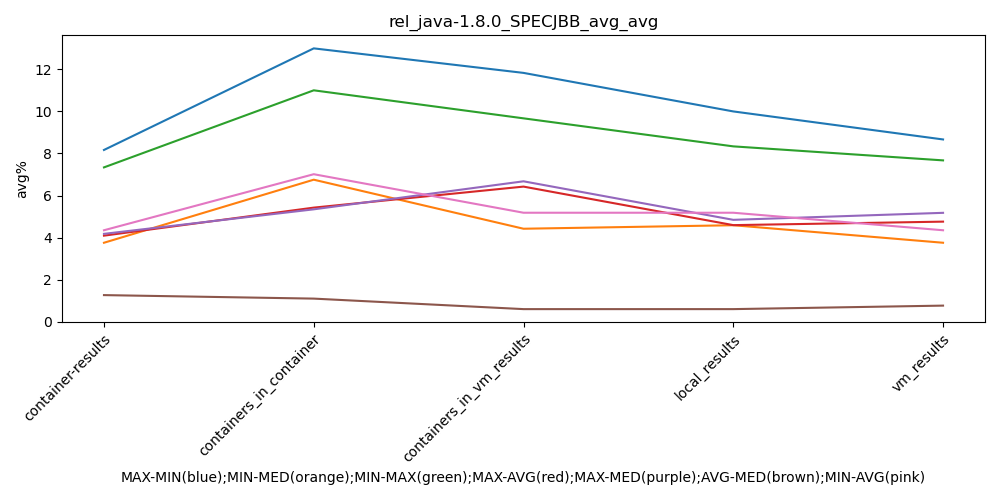 rel_java-1.8.0_SPECJBB_avg_avg
12
10
8
6
4
2
0
avg%
container-results
containers_in_container
containers_in_vm_results
local_results
vm_results
MAX-MIN(blue);MIN-MED(orange);MIN-MAX(green);MAX-AVG(red);MAX-MED(purple);AVG-MED(brown);MIN-AVG(pink)